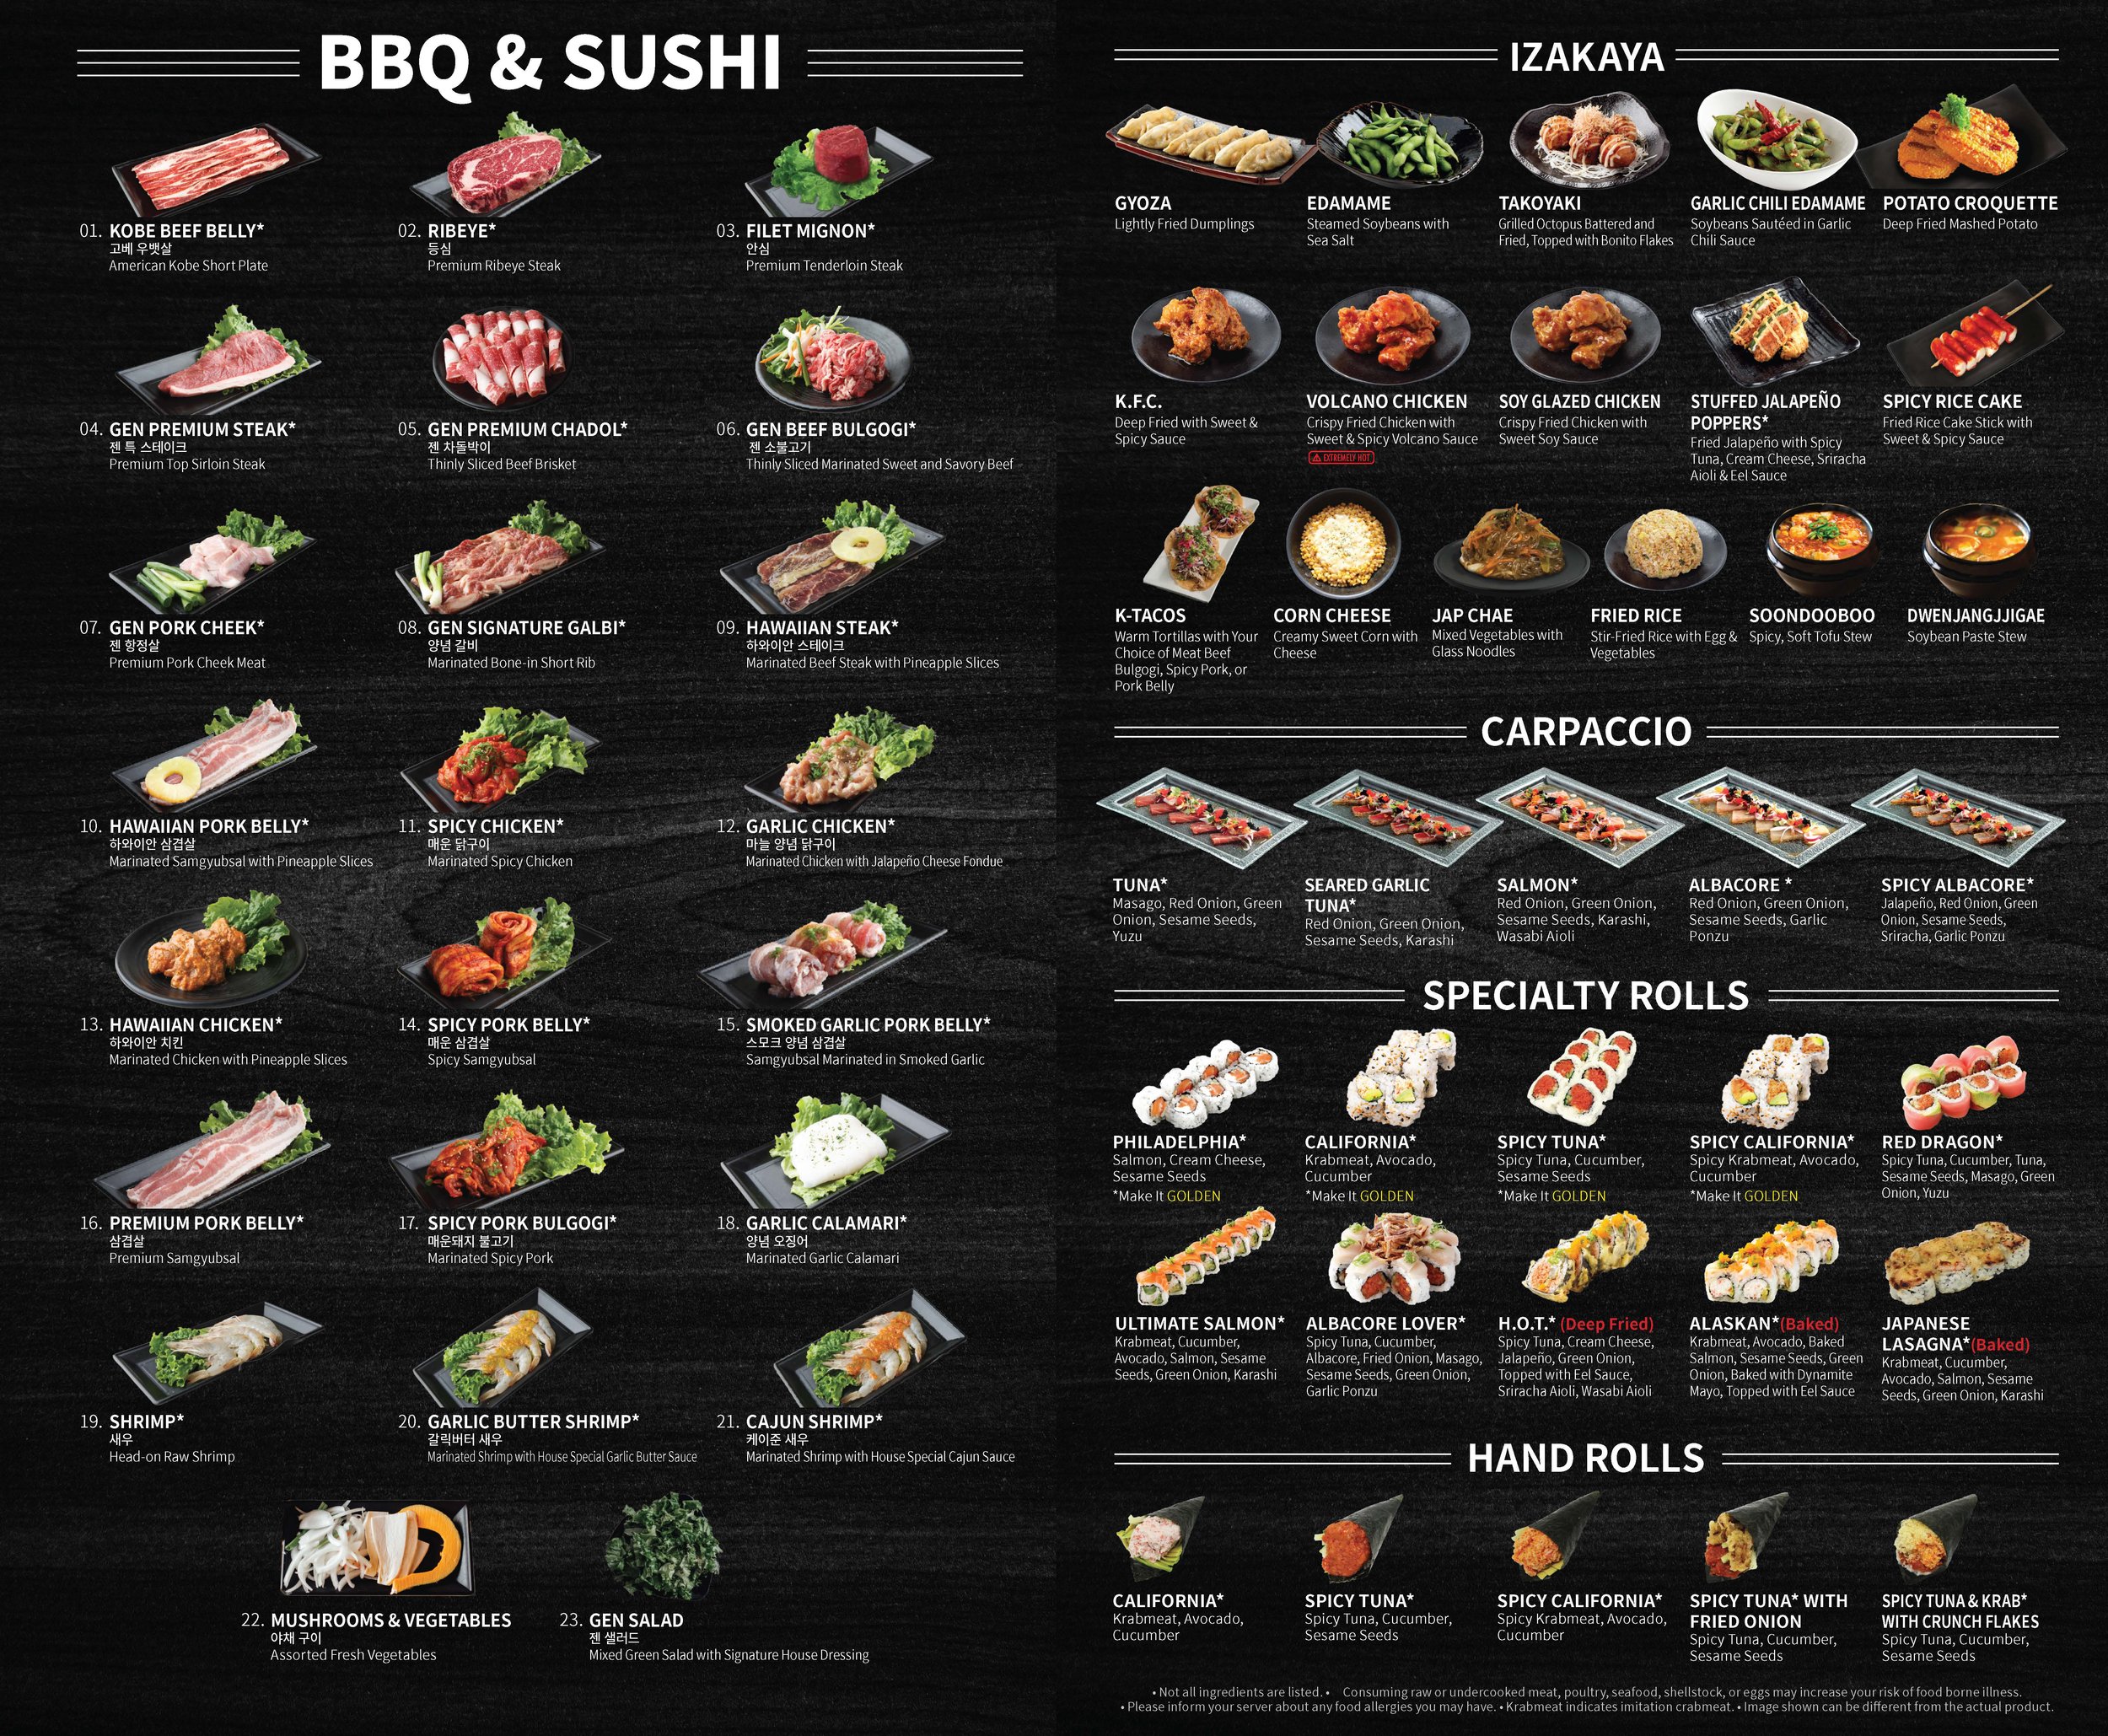 BBQ & SUSHI
01. KOBE BEEF BELLY*
고베 우뱃살
American Kobe Short Plate
02. RIBEYE*
등심
Premium Ribeye Steak
03. FILET MIGNON*
안심
Premium Tenderloin Steak
04. GEN PREMIUM STEAK*
젠 특 스테이크
Premium Top Sirloin Steak
05. GEN PREMIUM CHADOL*
젠 차돌박이
Thinly Sliced Beef Brisket
06. GEN BEEF BULGOGI*
젠 소불고기
Thinly Sliced Marinated Sweet and Savory Beef
07. GEN PORK CHEEK*
젠 항정살
Premium Pork Cheek Meat
08. GEN SIGNATURE GALBI*
양념 갈비
Marinated Bone-in Short Rib
09. HAWAIIAN STEAK*
하와이안 스테이크
Marinated Beef Steak with Pineapple Slices
10. HAWAIIAN PORK BELLY*
하와이안 삼겹살
Marinated Samgyubsal with Pineapple Slices
11. SPICY CHICKEN*
매운 닭구이
Marinated Spicy Chicken
12. GARLIC CHICKEN*
마늘 양념 닭구이
Marinated Chicken with Jalapeño Cheese Fondue
13. HAWAIIAN CHICKEN*
하와이안 치킨
Marinated Chicken with Pineapple Slices
14. SPICY PORK BELLY*
매운 삼겹살
Spicy Samgyubsal
15. SMOKED GARLIC PORK BELLY*
스모크 양념 삼겹살
Samgyubsal Marinated in Smoked Garlic
16. PREMIUM PORK BELLY*
삼겹살
Premium Samgyubsal
17. SPICY PORK BULGOGI*
매운돼지 불고기
Marinated Spicy Pork
18. GARLIC CALAMARI*
양념 오징어
Marinated Garlic Calamari
19. SHRIMP*
새우
Head-on Raw Shrimp
20. GARLIC BUTTER SHRIMP*
갈릭버터 새우
Marinated Shrimp with House Special Garlic Butter Sauce
21. CAJUN SHRIMP*
케이준 새우
Marinated Shrimp with House Special Cajun Sauce
22. MUSHROOMS & VEGETABLES
야채 구이
Assorted Fresh Vegetables
23. GEN SALAD
젠 샐러드
Mixed Green Salad with Signature House Dressing
IZAKAYA
GYOZA
Lightly Fried Dumplings
EDAMAME
Steamed Soybeans with
Sea Salt
TAKOYAKI
Grilled Octopus Battered and
Fried, Topped with Bonito Flakes
GARLIC CHILI EDAMAME
Soybeans Sautéed in Garlic
Chili Sauce
POTATO CROQUETTE
Deep Fried Mashed Potato
K.F.C.
Deep Fried with Sweet &
Spicy Sauce
VOLCANO CHICKEN
Crispy Fried Chicken with
Sweet & Spicy Volcano Sauce
EXTREMELY HOT
SOY GLAZED CHICKEN
Crispy Fried Chicken with
Sweet Soy Sauce
STUFFED JALAPEÑO
POPPERS*
Fried Jalapeño with Spicy
Tuna, Cream Cheese, Sriracha
Aioli & Eel Sauce
SPICY RICE CAKE
Fried Rice Cake Stick with
Sweet & Spicy Sauce
K-TACOS
Warm Tortillas with Your
Choice of Meat Beef
Bulgogi, Spicy Pork, or
Pork Belly
CORN CHEESE
Creamy Sweet Corn with
Cheese
JAP CHAE
Mixed Vegetables with
Glass Noodles
FRIED RICE
Stir-Fried Rice with Egg &
Vegetables
SOONDOOBOO
Spicy, Soft Tofu Stew
DWENJANGJJIGAE
Soybean Paste Stew
CARPACCIO
TUNA*
Masago, Red Onion, Green
Onion, Sesame Seeds,
Yuzu
SEARED GARLIC
TUNA*
Red Onion, Green Onion,
Sesame Seeds, Karashi
SALMON*
Red Onion, Green Onion,
Sesame Seeds, Karashi,
Wasabi Aioli
ALBACORE *
Red Onion, Green Onion,
Sesame Seeds, Garlic
Ponzu
SPICY ALBACORE*
Jalapeño, Red Onion, Green
Onion, Sesame Seeds,
Sriracha, Garlic Ponzu
SPECIALTY ROLLS
PHILADELPHIA*
Salmon, Cream Cheese,
Sesame Seeds
*Make It GOLDEN
CALIFORNIA*
Krabmeat, Avocado,
Cucumber
*Make It GOLDEN
SPICY TUNA*
Spicy Tuna, Cucumber,
Sesame Seeds
*Make It GOLDEN
SPICY CALIFORNIA*
Spicy Krabmeat, Avocado,
Cucumber
*Make It GOLDEN
RED DRAGON*
Spicy Tuna, Cucumber, Tuna,
Sesame Seeds, Masago, Green
Onion, Yuzu
ULTIMATE SALMON*
Krabmeat, Cucumber,
Avocado, Salmon, Sesame
Seeds, Green Onion, Karashi
ALBACORE LOVER*
Spicy Tuna, Cucumber,
Albacore, Fried Onion, Masago,
Sesame Seeds, Green Onion,
Garlic Ponzu
H.O.T.* (Deep Fried)
Spicy Tuna, Cream Cheese,
Jalapeño, Green Onion,
Topped with Eel Sauce,
Sriracha Aioli, Wasabi Aioli
ALASKAN*(Baked)
Krabmeat, Avocado, Baked
Salmon, Sesame Seeds, Green
Onion, Baked with Dynamite
Mayo, Topped with Eel Sauce
JAPANESE
LASAGNA*(Baked)
Krabmeat, Cucumber,
Avocado, Salmon, Sesame
Seeds, Green Onion, Karashi
HAND ROLLS
CALIFORNIA*
Krabmeat, Avocado,
Cucumber
SPICY TUNA*
Spicy Tuna, Cucumber,
Sesame Seeds
SPICY CALIFORNIA*
Spicy Krabmeat, Avocado,
Cucumber
SPICY TUNA* WITH
FRIED ONION
Spicy Tuna, Cucumber,
Sesame Seeds
SPICY TUNA & KRAB*
WITH CRUNCH FLAKES
Spicy Tuna, Cucumber,
Sesame Seeds
• Not all ingredients are listed. • Consuming raw or undercooked meat, poultry, seafood, shellstock, or eggs may increase your risk of food borne illness.
• Please inform your server about any food allergies you may have. • Krabmeat indicates imitation crabmeat. • Image shown can be different from the actual product.